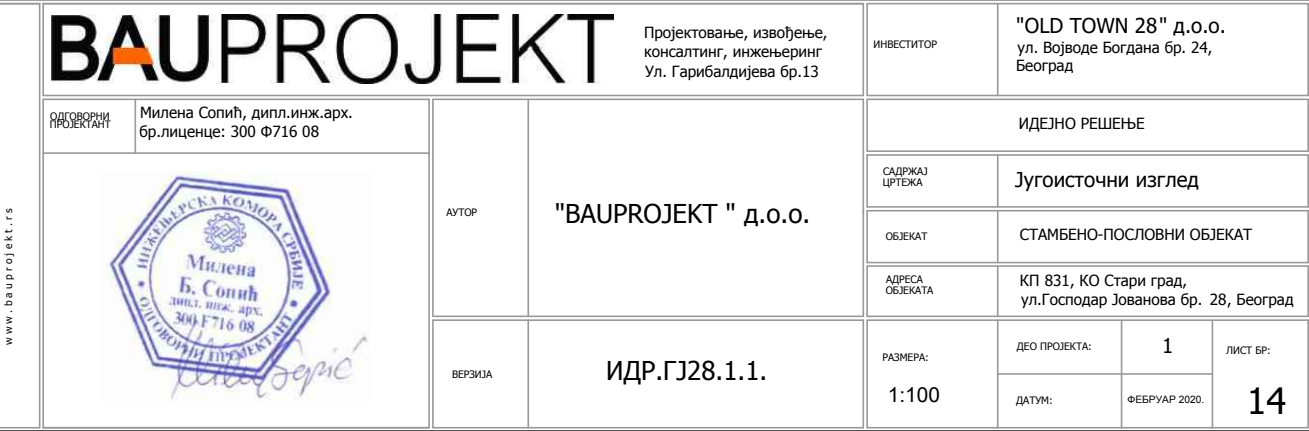 www.bauprojekt.rs
BAUPROJEKT
Пројектовање, извођење,
консалтинг, инжењеринг
Ул. Гарибалдијева бр.13
ИНВЕСТИТОР
"OLD TOWN 28" д.о.о.
ул. Војводе Богдана бр. 24,
Београд
ОДГОВОРНИ
ПРОЈЕКТАНТ
Милена Сопић, дипл.инж.арх.
бр.лиценце: 300 Ф716 08
ИНЖЕЊЕРСКА КОМОРА СРБИЈЕ
Милена
Б. Сопић
дипл. инж. арх.
300 F716 08
ОДГОВОРНИ ПРОЈЕКТАНТ
АУТОР
"BAUPROJEKT " д.о.о.
ВЕРЗИЈА
ИДР.ГЈ28.1.1.
ИДЕЈНО РЕШЕЊЕ
САДРЖАЈ
ЦРТЕЖА
Југоисточни изглед
ОБЈЕКАТ
СТАМБЕНО-ПОСЛОВНИ ОБЈЕКАТ
АДРЕСА
ОБЈЕКАТА
КП 831, КО Стари град,
ул.Господар Јованова бр. 28, Београд
РАЗМЕРА:
1:100
ДЕО ПРОЈЕКТА:
1
ДАТУМ:
ФЕБРУАР 2020.
ЛИСТ БР:
14